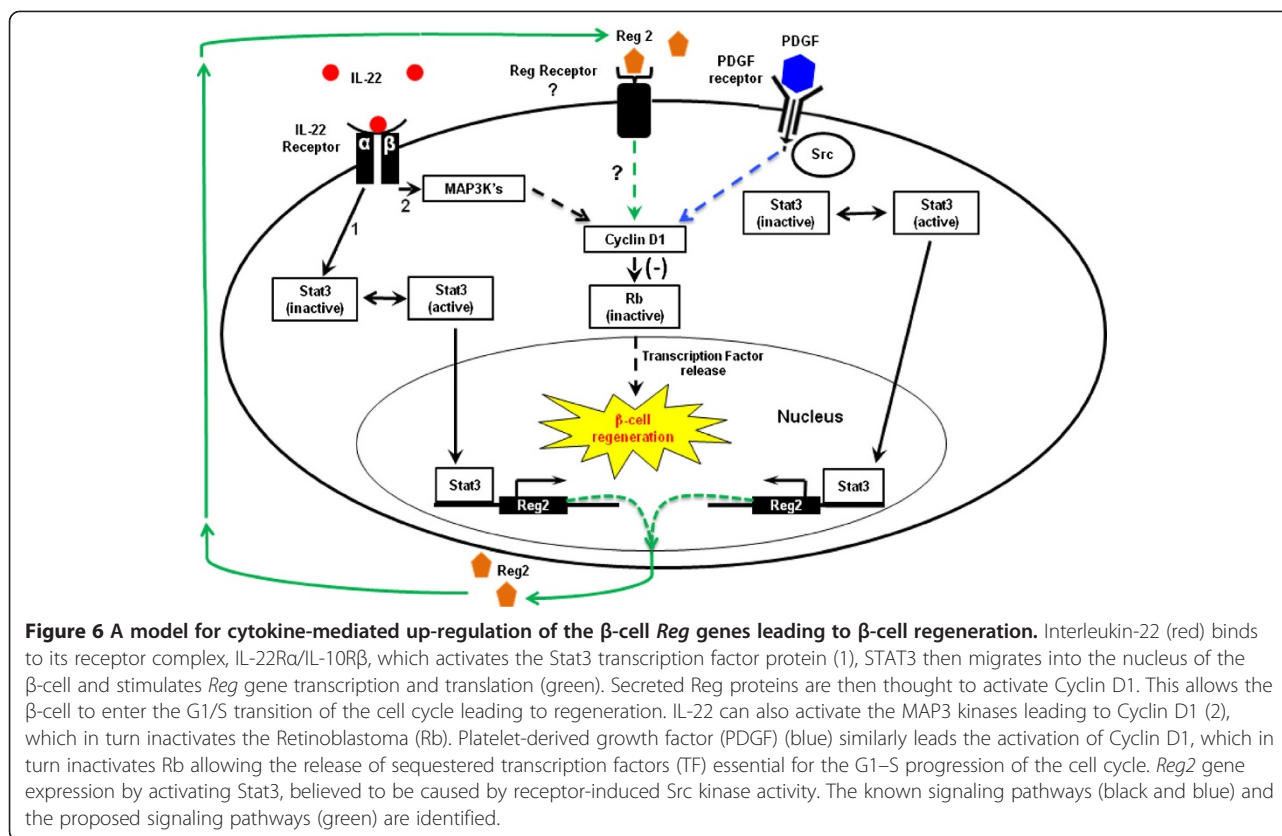 Reg 2
PDGF
IL-22
Reg Receptor
?
PDGF
receptor
IL-22
Receptor
α β
Src
?
2
MAP3K's
1
Stat3
(inactive)
Stat3
(active)
Cyclin D1
(-)
Stat3
(inactive)
Stat3
(active)
Rb
(inactive)
Transcription Factor
release
β-cell
regeneration
Nucleus
Stat3
Stat3
Reg2
Reg2
Reg2
Figure 6 A model for cytokine-mediated up-regulation of the β-cell Reg genes leading to β-cell regeneration. Interleukin-22 (red) binds
to its receptor complex, IL-22Rα/IL-10Rβ, which activates the Stat3 transcription factor protein (1), STAT3 then migrates into the nucleus of the
β-cell and stimulates Reg gene transcription and translation (green). Secreted Reg proteins are then thought to activate Cyclin D1. This allows the
β-cell to enter the G1/S transition of the cell cycle leading to regeneration. IL-22 can also activate the MAP3 kinases leading to Cyclin D1 (2),
which in turn inactivates the Retinoblastoma (Rb). Platelet-derived growth factor (PDGF) (blue) similarly leads the activation of Cyclin D1, which in
turn inactivates Rb allowing the release of sequestered transcription factors (TF) essential for the G1–S progression of the cell cycle. Reg2 gene
expression by activating Stat3, believed to be caused by receptor-induced Src kinase activity. The known signaling pathways (black and blue) and
the proposed signaling pathways (green) are identified.